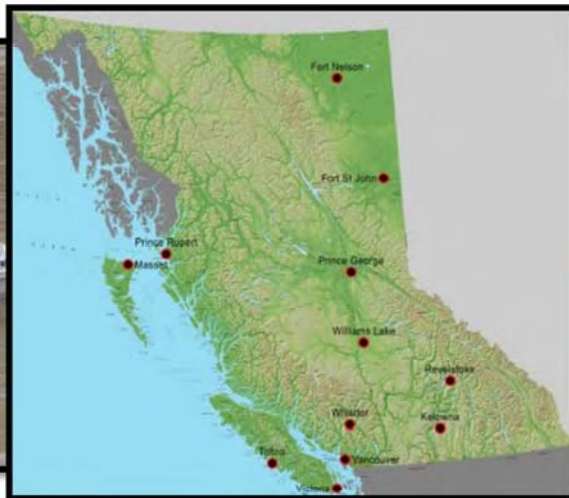 Fort Nelson
Fort St John
Prince Rupert
Masset
Prince George
Williams Lake
Revelstoke
Whistler
Kelowna
Tofino
Vancouver
Victoria